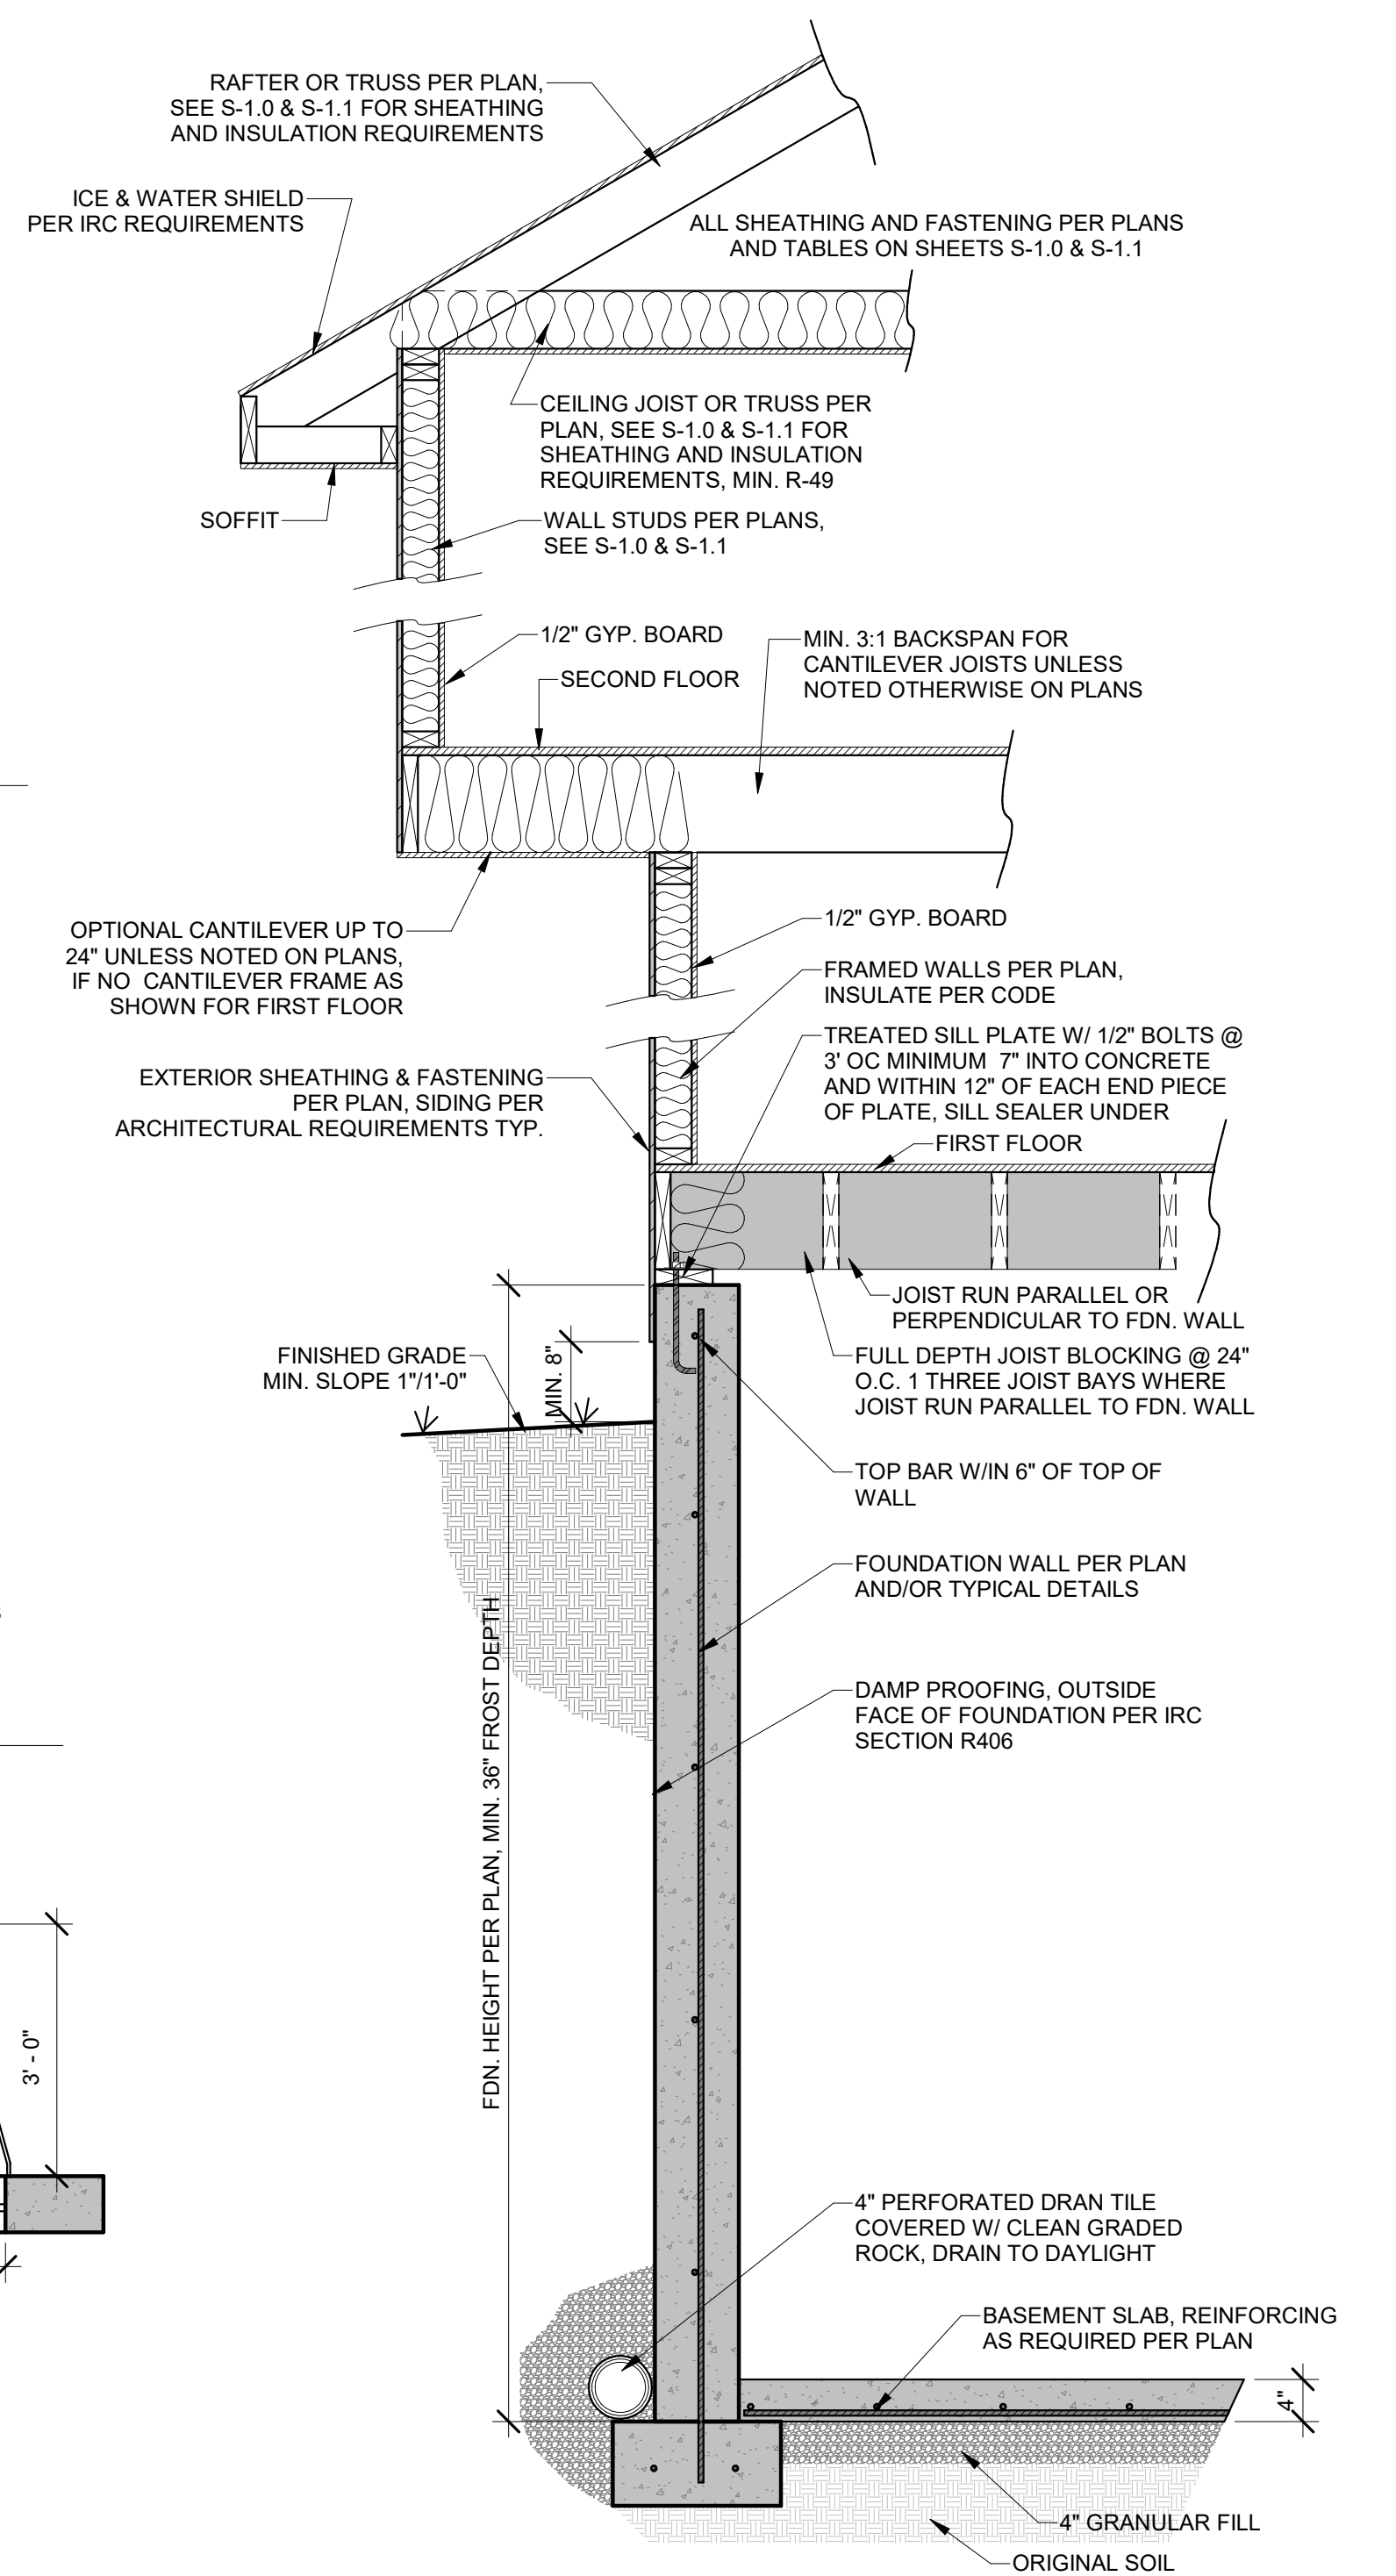 RAFTER OR TRUSS PER PLAN,
SEE S-1.0 & S-1.1 FOR SHEATHING
AND INSULATION REQUIREMENTS
ICE & WATER SHIELD
PER IRC REQUIREMENTS
ALL SHEATHING AND FASTENING PER PLANS
AND TABLES ON SHEETS S-1.0 & S-1.1
CEILING JOIST OR TRUSS PER
PLAN, SEE S-1.0 & S-1.1 FOR
SHEATHING AND INSULATION
REQUIREMENTS, MIN. R-49
SOFFIT
WALL STUDS PER PLANS,
SEE S-1.0 & S-1.1
1/2" GYP. BOARD
SECOND FLOOR
MIN. 3:1 BACKSPAN FOR
CANTILEVER JOISTS UNLESS
NOTED OTHERWISE ON PLANS
OPTIONAL CANTILEVER UP TO
24" UNLESS NOTED ON PLANS,
IF NO  CANTILEVER FRAME AS
SHOWN FOR FIRST FLOOR
1/2" GYP. BOARD
FRAMED WALLS PER PLAN,
INSULATE PER CODE
TREATED SILL PLATE W/ 1/2" BOLTS @
3' OC MINIMUM  7" INTO CONCRETE
AND WITHIN 12" OF EACH END PIECE
OF PLATE, SILL SEALER UNDER
EXTERIOR SHEATHING & FASTENING
PER PLAN, SIDING PER
ARCHITECTURAL REQUIREMENTS TYP.
FIRST FLOOR
JOIST RUN PARALLEL OR
PERPENDICULAR TO FDN. WALL
FINISHED GRADE
MIN. SLOPE 1"/1'-0"
MIN. 8"
FULL DEPTH JOIST BLOCKING @ 24"
O.C. 1 THREE JOIST BAYS WHERE
JOIST RUN PARALLEL TO FDN. WALL
TOP BAR W/IN 6" OF TOP OF
WALL
FOUNDATION WALL PER PLAN
AND/OR TYPICAL DETAILS
DAMP PROOFING, OUTSIDE
FACE OF FOUNDATION PER IRC
SECTION R406
FDN. HEIGHT PER PLAN, MIN. 36" FROST DEPTH
3' - 0"
4" PERFORATED DRAN TILE
COVERED W/ CLEAN GRADED
ROCK, DRAIN TO DAYLIGHT
BASEMENT SLAB, REINFORCING
AS REQUIRED PER PLAN
4"
4" GRANULAR FILL
ORIGINAL SOIL